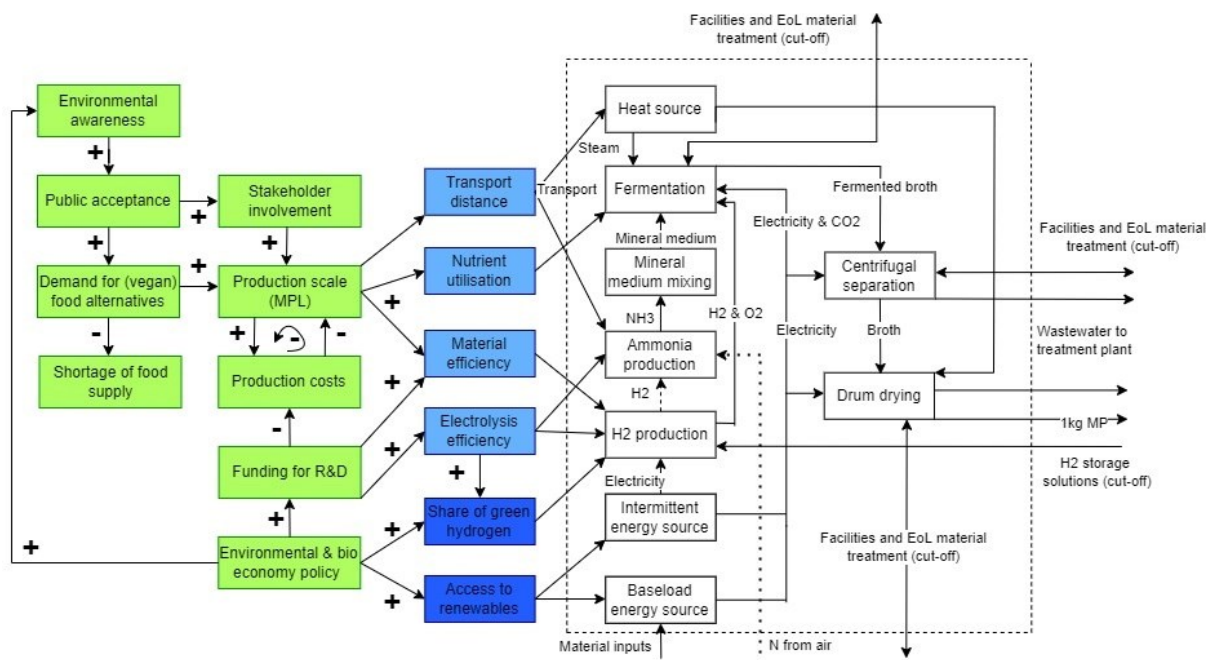 Facilities and EoL material
treatment (cut-off)
Environmental
awareness
Heat source
+
Steam
Public acceptance
Stakeholder
involvement
Transport
distance
Transport
Fermentation
Fermented broth
+
+
+
Electricity & CO2
Facilities and EoL material
treatment (cut-off)
Mineral medium
Demand for (vegan)
food alternatives
+
Production scale
(MPL)
Nutrient
utilisation
Mineral
medium mixing
Centrifugal
separation
+
NH3
H2 & O2
Electricity
Broth
Wastewater to
treatment plant
-
+
-
-
Shortage of food
supply
Production costs
Material
efficiency
Ammonia
production
+
H2
Drum drying
-
Electrolysis
efficiency
H2 production
1kg MP
+
Funding for R&D
+
Electricity
H2 storage
solutions (cut-off)
+
Share of green
hydrogen
Intermittent
energy source
+
+
Environmental & bio
economy policy
Facilities and EoL material
treatment (cut-off)
+
Access to
renewables
Baseload
energy source
Material inputs
N from air